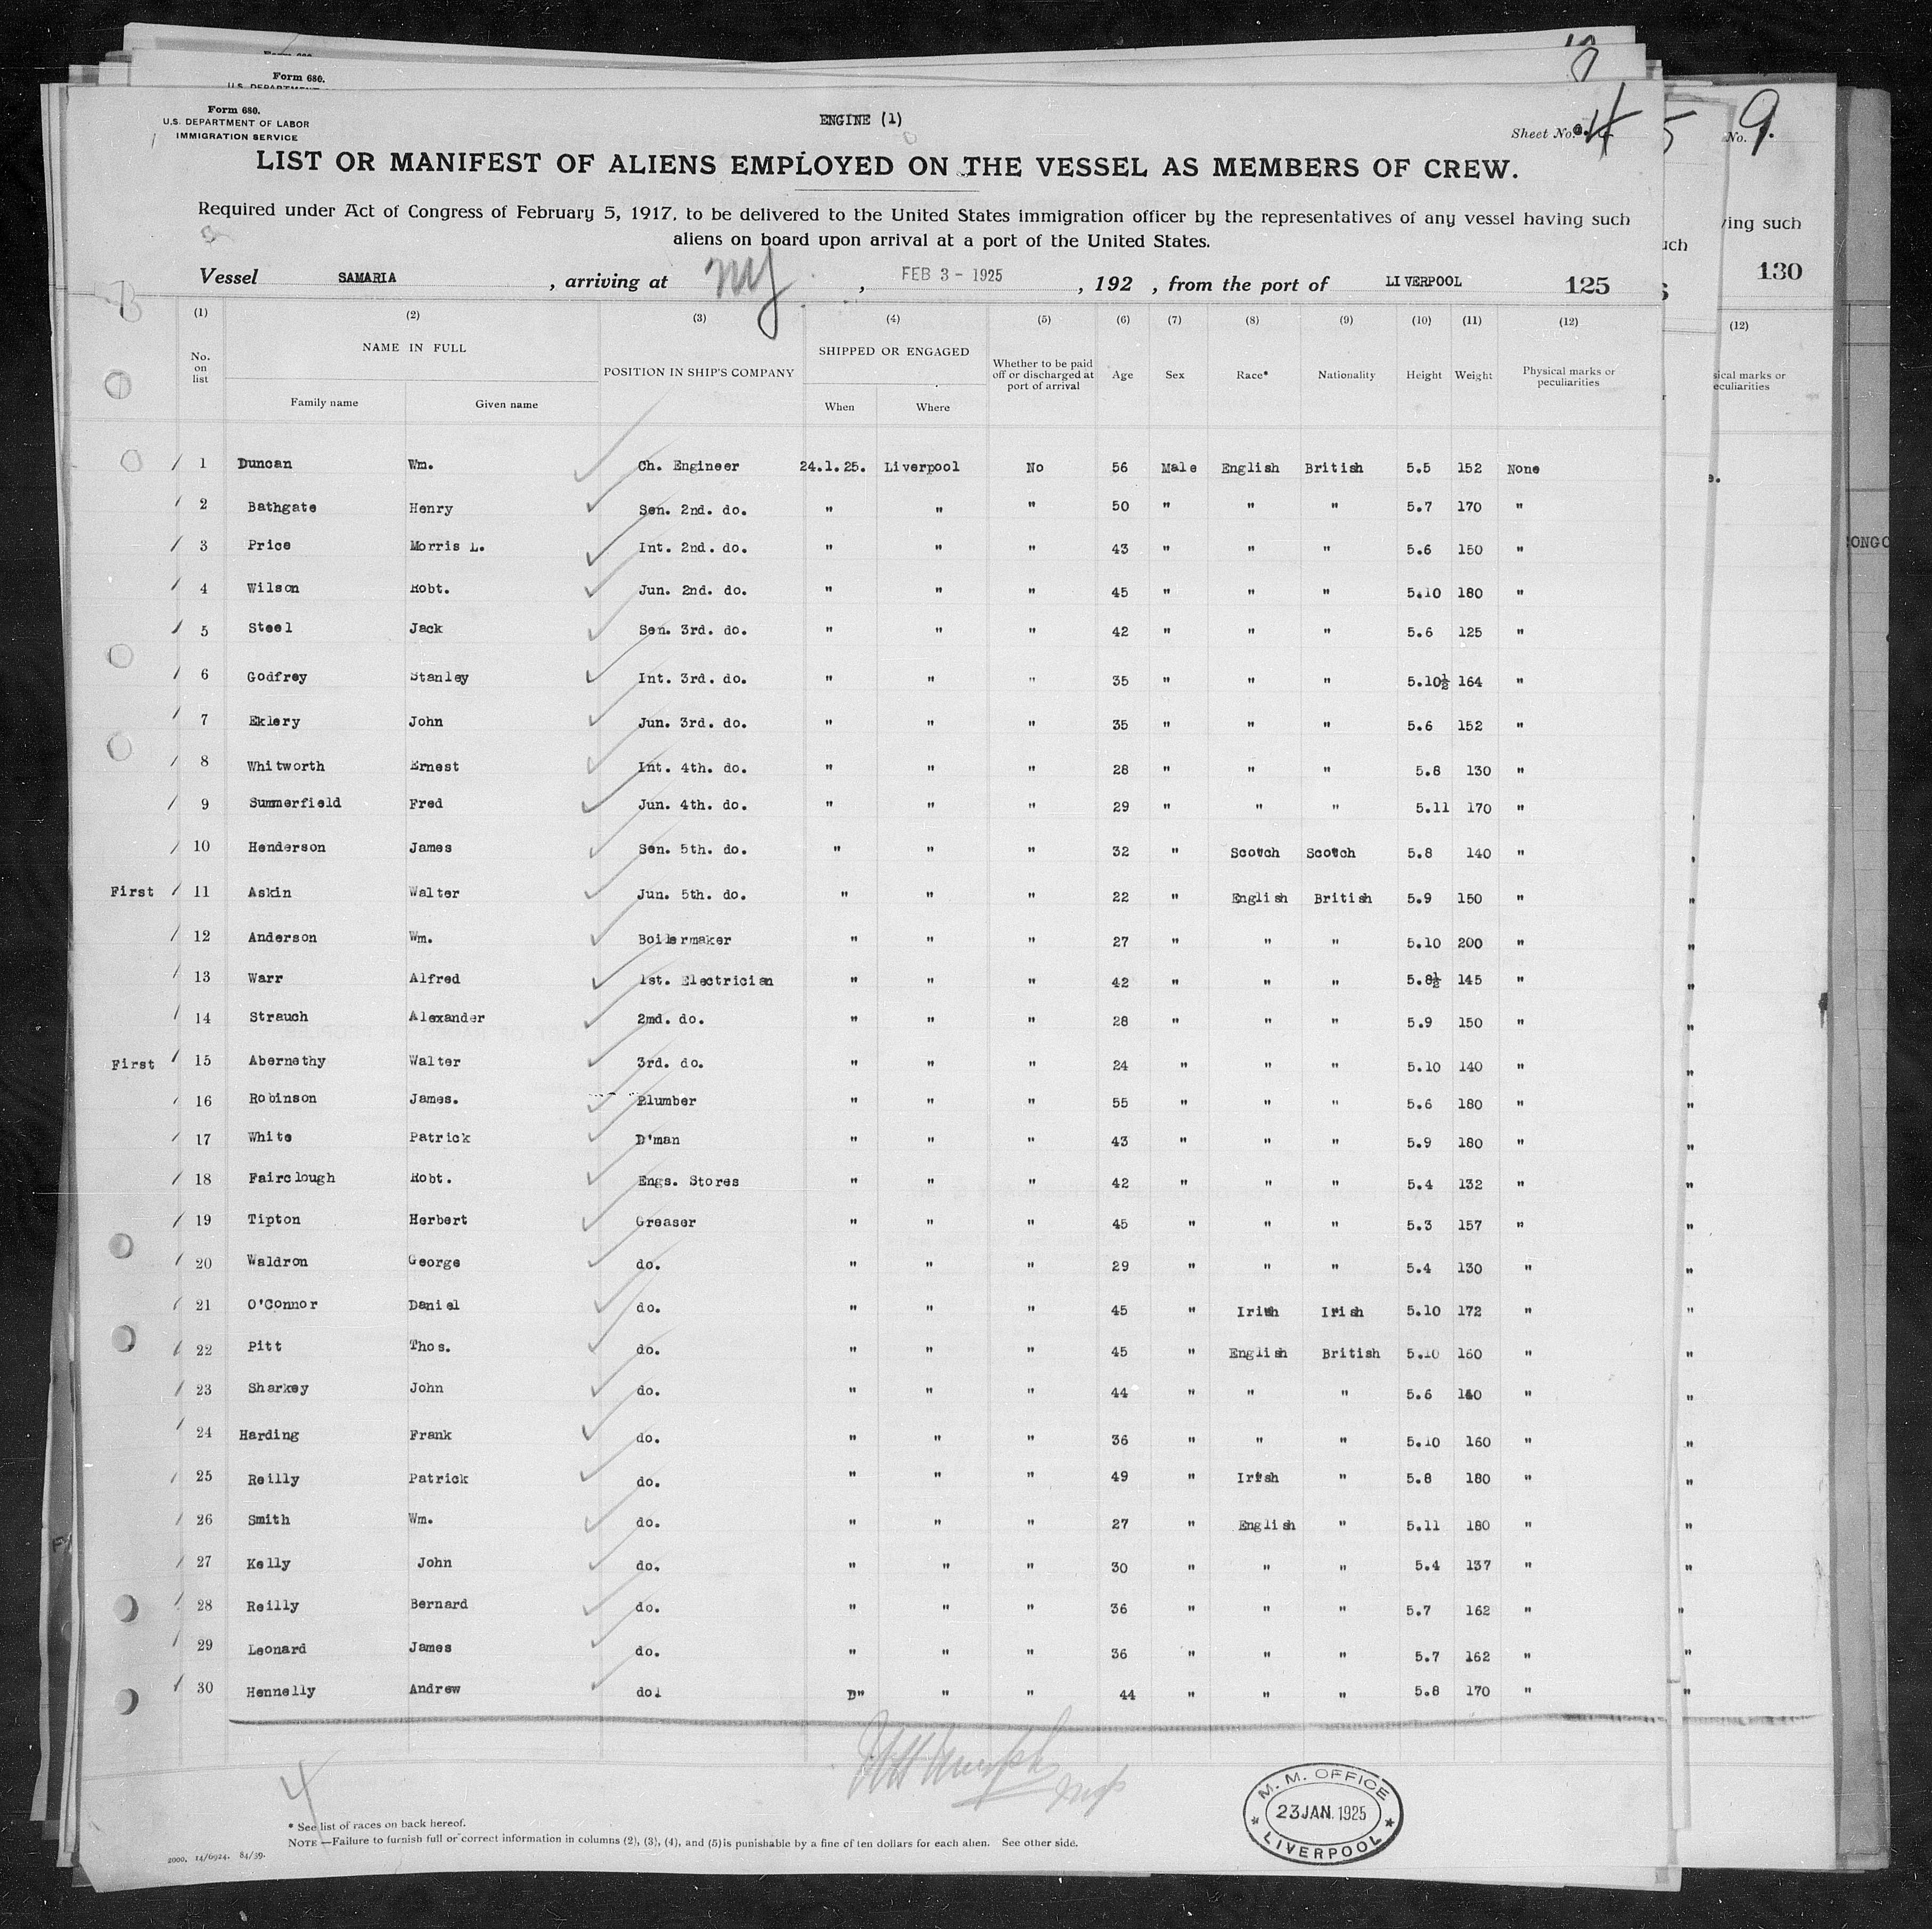 Form 680.
U.S. DEPARTMENT
Form 680.
U.S. DEPARTMENT OF LABOR
IMMIGRATION SERVICE
ENGINE (1)
Sheet No. 4
No. 9.
LIST OR MANIFEST OF ALIENS EMPLOYED ON THE VESSEL AS MEMBERS OF CREW.
Required under Act of Congress of February 5, 1917, to be delivered to the United States immigration officer by the representatives of any vessel having such
aliens on board upon arrival at a port of the United States.
ving such
uch
Vessel SAMARIA , arriving at NY , FEB 3 - 1925 , 192 , from the port of LIVERPOOL 125
130
(1) (2) (3) (4) (5) (6) (7) (8) (9) (10) (11) (12)
(12)
No. on list NAME IN FULL POSITION IN SHIP'S COMPANY SHIPPED OR ENGAGED Whether to be paid off or discharged at port of arrival Age Sex Race* Nationality Height Weight Physical marks or peculiarities
sical marks or
eculiarities
Family name Given name When Where
1 Duncan Wm. Ch. Engineer 24.1.25. Liverpool No 56 Male English British 5.5 152 None
2 Bathgate Henry Sen. 2nd. do. " " " 50 " " " 5.7 170 "
3 Price Morris L. Int. 2nd. do. " " " 43 " " " 5.6 150 "
4 Wilson Robt. Jun. 2nd. do. " " " 45 " " " 5.10 180 "
5 Steel Jack Sen. 3rd. do. " " " 42 " " " 5.6 125 "
6 Godfrey Stanley Int. 3rd. do. " " " 35 " " " 5.10½ 164 "
7 Eklery John Jun. 3rd. do. " " " 35 " " " 5.6 152 "
8 Whitworth Ernest Int. 4th. do. " " " 28 " " " 5.8 130 "
9 Summerfield Fred Jun. 4th. do. " " " 29 " " " 5.11 170 "
10 Henderson James Sen. 5th. do. " " " 32 " Scotch Scotch 5.8 140 "
First 11 Askin Walter Jun. 5th. do. " " " 22 " English British 5.9 150 "
12 Anderson Wm. Boilermaker " " " 27 " " " 5.10 200 "
13 Warr Alfred 1st. Electrician " " " 42 " " " 5.8½ 145 "
14 Strauch Alexander 2md. do. " " " 28 " " " 5.9 150 "
First 15 Abernethy Walter 3rd. do. " " " 24 " " " 5.10 140 "
16 Robinson James. Plumber " " " 55 " " " 5.6 180 "
17 White Patrick D'man " " " 43 " " " 5.9 180 "
18 Fairclough Robt. Engs. Stores " " " 42 " " " 5.4 132 "
19 Tipton Herbert Greaser " " " 45 " " " 5.3 157 "
20 Waldron George do. " " " 29 " " " 5.4 130 "
21 O'Connor Daniel do. " " " 45 " Irish Irish 5.10 172 "
22 Pitt Thos. do. " " " 45 " English British 5.10 160 "
23 Sharkey John do. " " " 44 " " " 5.6 "
24 Harding Frank do. " " " 36 " " " 5.10 160 "
25 Reilly Patrick do. " " " 49 " Irish " 5.8 180 "
26 Smith Wm. do. " " " 27 " English " 5.11 180 "
27 Kelly John do. " " " 30 " " " 5.4 137 "
28 Reilly Bernard do. " " " 36 " " " 5.7 162 "
29 Leonard James do. " " " 36 " " " 5.7 162 "
30 Hennelly Andrew do1 D" " " 44 " " " 5.8 170 "
4
M. M. OFFICE
23 JAN. 1925
LIVERPOOL
* See list of races on back hereof.
NOTE—Failure to furnish full or correct information in columns (2), (3), (4), and (5) is punishable by a fine of ten dollars for each alien. See other side.
2000. 14/6924. 84/39.